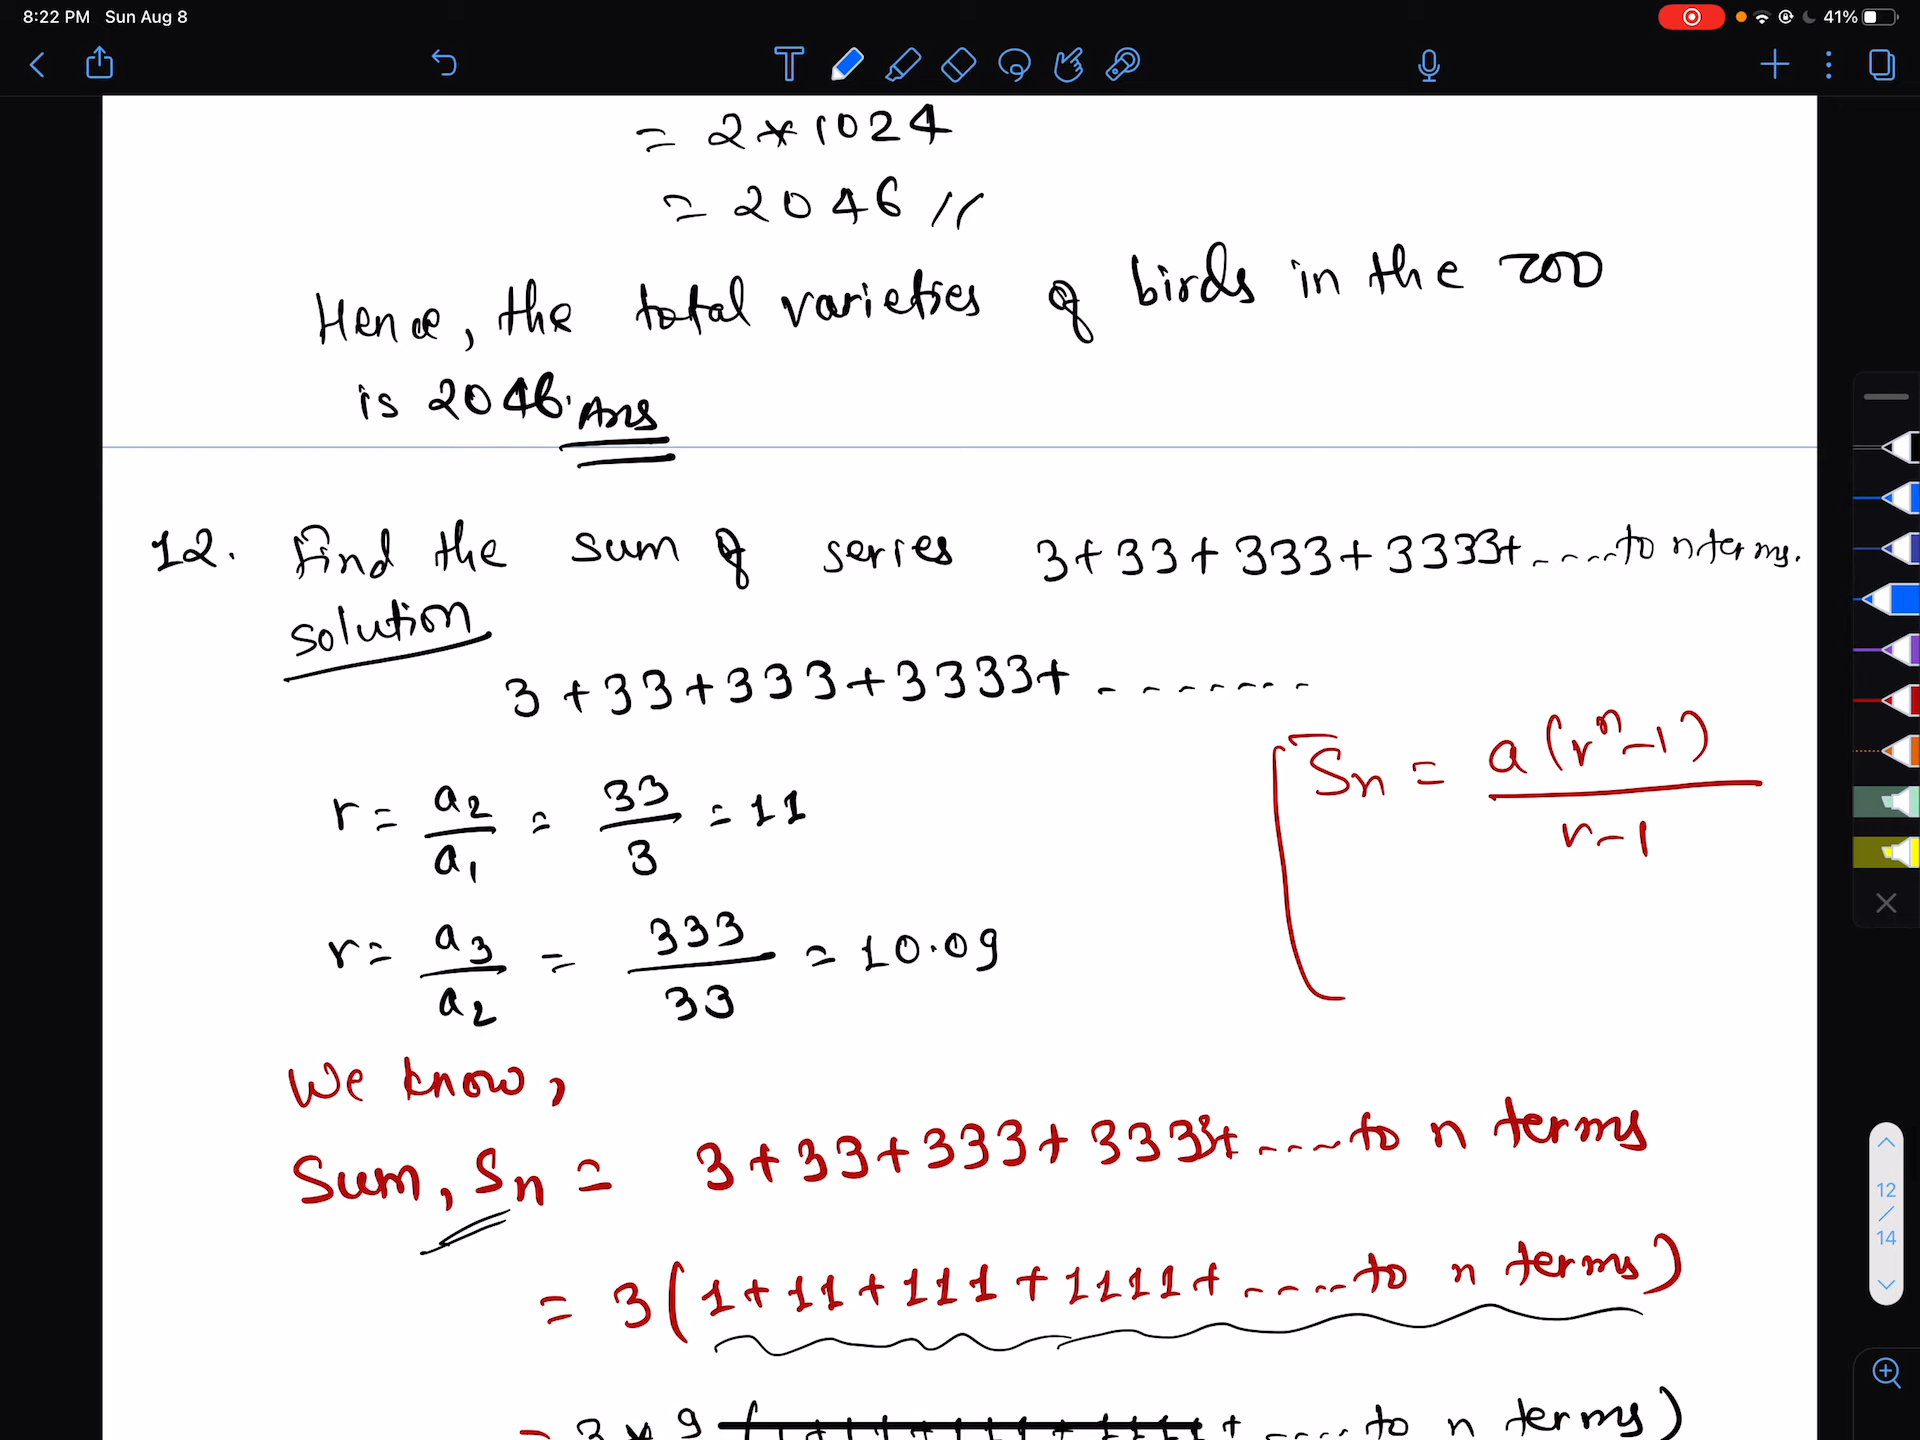 8:22 PM Sun Aug 8
41%
= 2*1024
= 2046 //
Hence, the total varieties of birds in the zoo
is 2046. Ans
12. Find the sum of series 3+33+333+3333+.....to n terms.
solution
3+33+333+3333+ - - - - - - - -
r = a2/a1 = 33/3 = 11
Sn = a(r^n-1)/r-1
r = a3/a2 = 333/33 = 10.09
We know,
Sum, Sn = 3+33+333+3333+ ....to n terms
= 3(1+11+111+1111+ ....to n terms)
= 3*9 + ....to n terms)
12
/
14